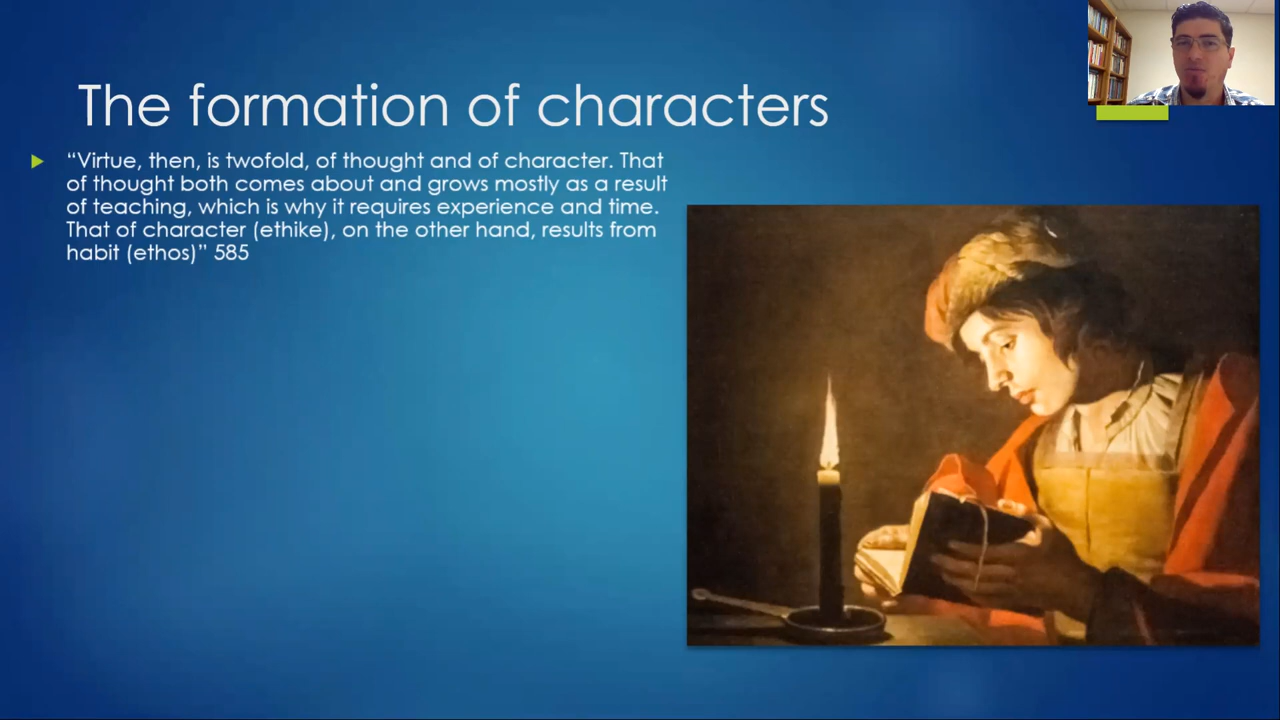 The formation of characters
“Virtue, then, is twofold, of thought and of character. That
of thought both comes about and grows mostly as a result
of teaching, which is why it requires experience and time.
That of character (ethike), on the other hand, results from
habit (ethos)” 585